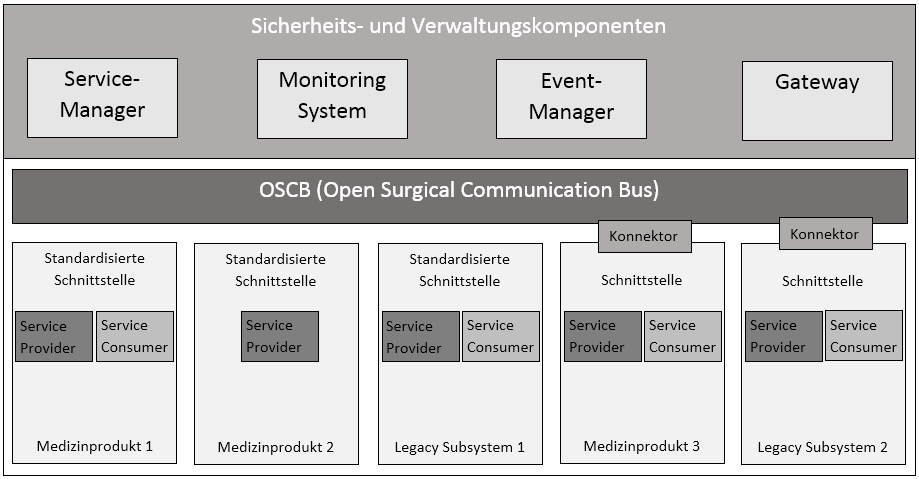 Sicherheits- und Verwaltungskomponenten
Service-
Manager
Monitoring
System
Event-
Manager
Gateway
OSCB (Open Surgical Communication Bus)
Standardisierte
Schnittstelle
Service
Provider
Service
Consumer
Medizinprodukt 1
Standardisierte
Schnittstelle
Service
Provider
Medizinprodukt 2
Standardisierte
Schnittstelle
Service
Provider
Service
Consumer
Legacy Subsystem 1
Konnektor
Schnittstelle
Service
Provider
Service
Consumer
Medizinprodukt 3
Konnektor
Schnittstelle
Service
Provider
Service
Consumer
Legacy Subsystem 2